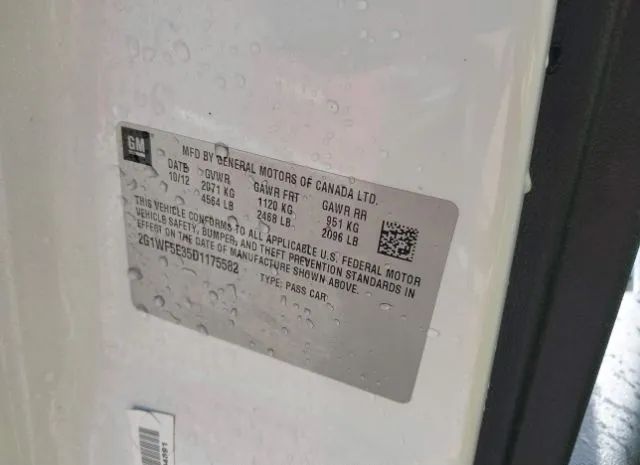 GM
MFD BY GENERAL MOTORS OF CANADA LTD.
DATE GVWR GAWR FRT GAWR RR
10/12 2071 KG 1120 KG 951 KG
4564 LB 2468 LB 2096 LB
THIS VEHICLE CONFORMS TO ALL APPLICABLE U.S. FEDERAL MOTOR
VEHICLE SAFETY, BUMPER, AND THEFT PREVENTION STANDARDS IN
EFFECT ON THE DATE OF MANUFACTURE SHOWN ABOVE.
2G1WF5E35D1175582 TYPE: PASS CAR